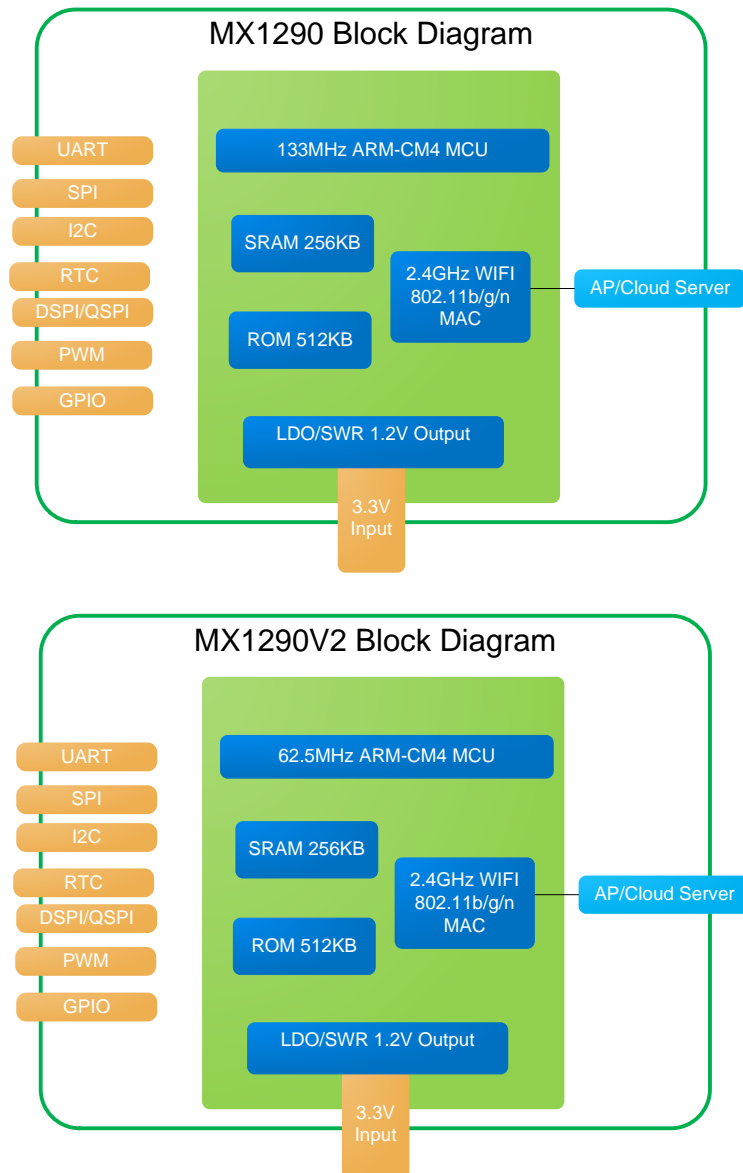 MX1290 Block Diagram
133MHz ARM-CM4 MCU
UART
SPI
I2C
RTC
DSPI/QSPI
PWM
GPIO
SRAM 256KB
ROM 512KB
2.4GHz WIFI
802.11b/g/n
MAC
AP/Cloud Server
LDO/SWR 1.2V Output
3.3V
Input
MX1290V2 Block Diagram
62.5MHz ARM-CM4 MCU
UART
SPI
I2C
RTC
DSPI/QSPI
PWM
GPIO
SRAM 256KB
ROM 512KB
2.4GHz WIFI
802.11b/g/n
MAC
AP/Cloud Server
LDO/SWR 1.2V Output
3.3V
Input